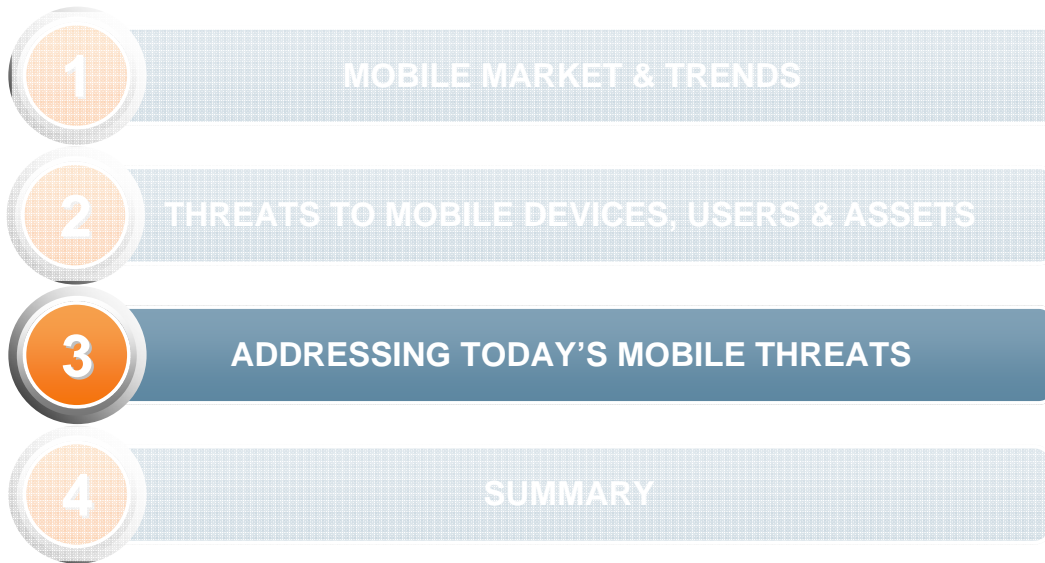 1 MOBILE MARKET & TRENDS
2 THREATS TO MOBILE DEVICES, USERS & ASSETS
3 ADDRESSING TODAY’S MOBILE THREATS
4 SUMMARY